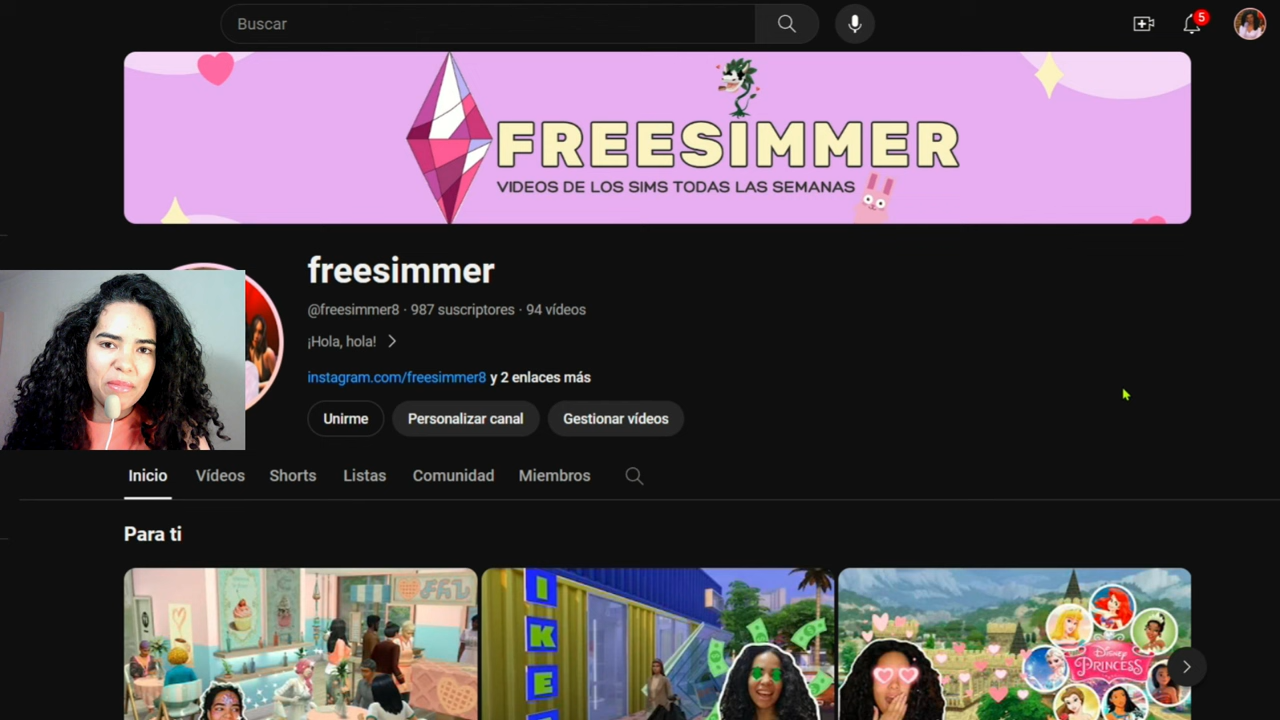 Buscar
5
FREESIMMER
VIDEOS DE LOS SIMS TODAS LAS SEMANAS
freesimmer
@freesimmer8 · 987 suscriptores · 94 vídeos
¡Hola, hola!
instagram.com/freesimmer8 y 2 enlaces más
Unirme Personalizar canal Gestionar vídeos
Inicio Vídeos Shorts Listas Comunidad Miembros
Para ti
I
K
E
Disney
PRINCESS